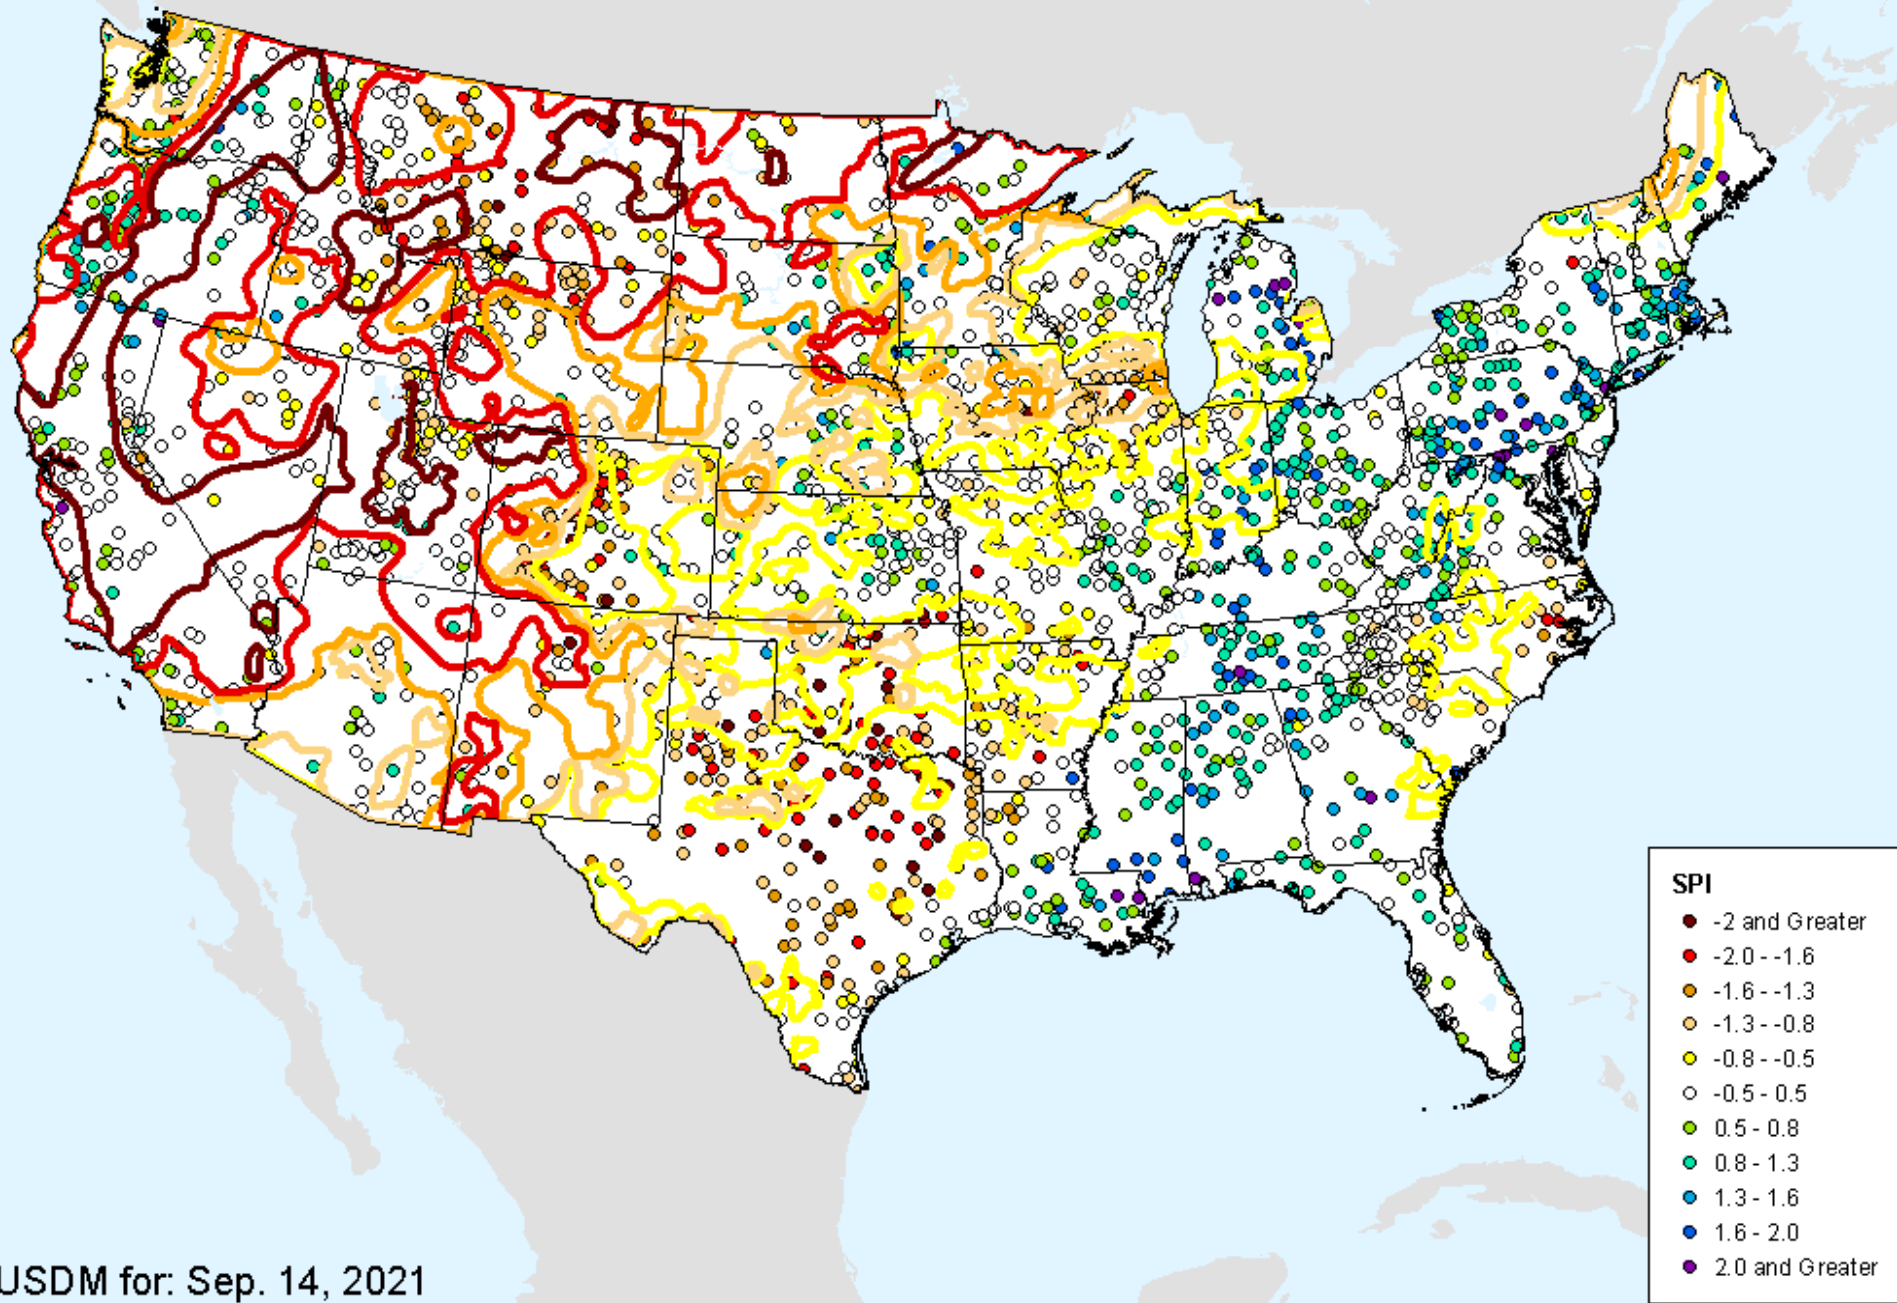 SPI
-2 and Greater
-2.0 - -1.6
-1.6 - -1.3
-1.3 - -0.8
-0.8 - -0.5
-0.5 - 0.5
0.5 - 0.8
0.8 - 1.3
1.3 - 1.6
1.6 - 2.0
2.0 and Greater
USDM for: Sep. 14, 2021